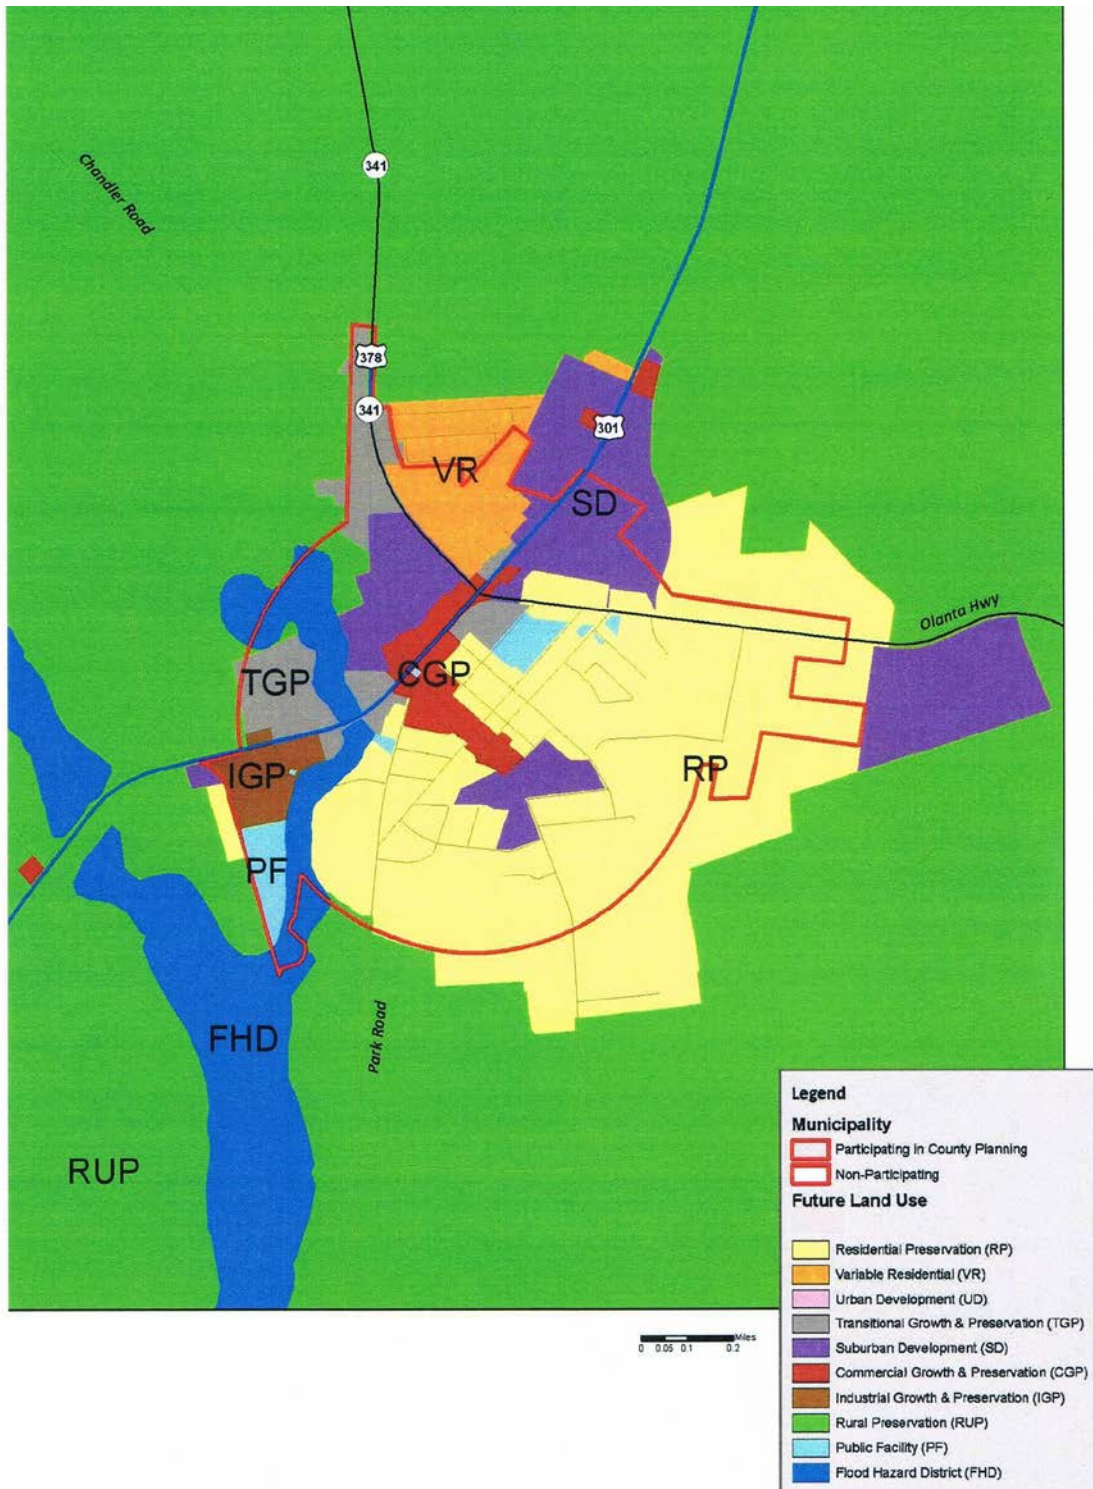 Chandler Road
341
378
341
301
VR
SD
Olanta Hwy
CGP
TGP
RP
IGP
PF
FHD
Park Road
RUP
Legend
Municipality
Participating in County Planning
Non-Participating
Future Land Use
Residential Preservation (RP)
Variable Residential (VR)
Urban Development (UD)
Transitional Growth & Preservation (TGP)
Suburban Development (SD)
Commercial Growth & Preservation (CGP)
Industrial Growth & Preservation (IGP)
Rural Preservation (RUP)
Public Facility (PF)
Flood Hazard District (FHD)
Miles
0 0.05 0.1 0.2